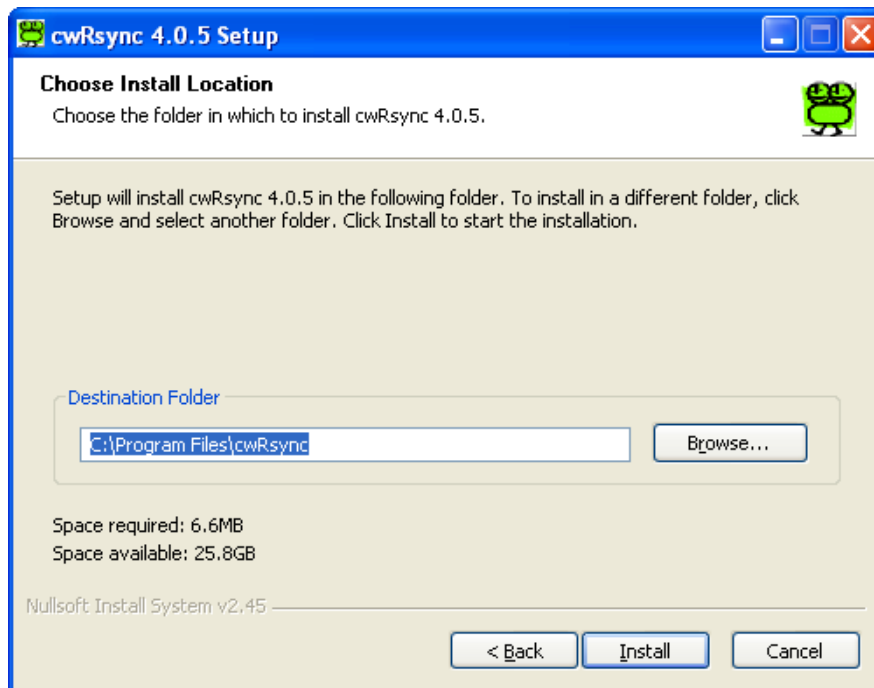 cwRsync 4.0.5 Setup
Choose Install Location
Choose the folder in which to install cwRsync 4.0.5.
Setup will install cwRsync 4.0.5 in the following folder. To install in a different folder, click
Browse and select another folder. Click Install to start the installation.
Destination Folder
C:\Program Files\cwRsync
Browse...
Space required: 6.6MB
Space available: 25.8GB
Nullsoft Install System v2.45
< Back
Install
Cancel